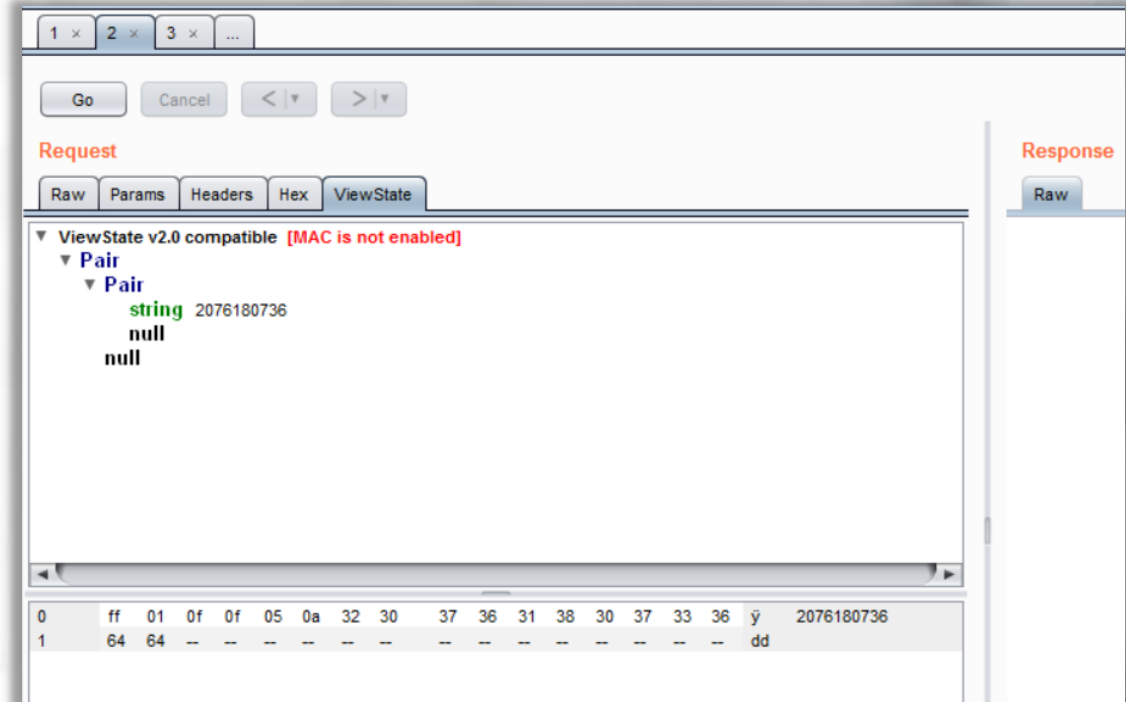 1 × 2 × 3 × ...
Go Cancel < > 
Request
Response
Raw Params Headers Hex ViewState
Raw
ViewState v2.0 compatible [MAC is not enabled]
Pair
Pair
string 2076180736
null
null
0 ff 01 0f 0f 05 0a 32 30 37 36 31 38 30 37 33 36 ÿ 2076180736
1 64 64 -- -- -- -- -- -- -- -- -- -- -- -- -- -- dd